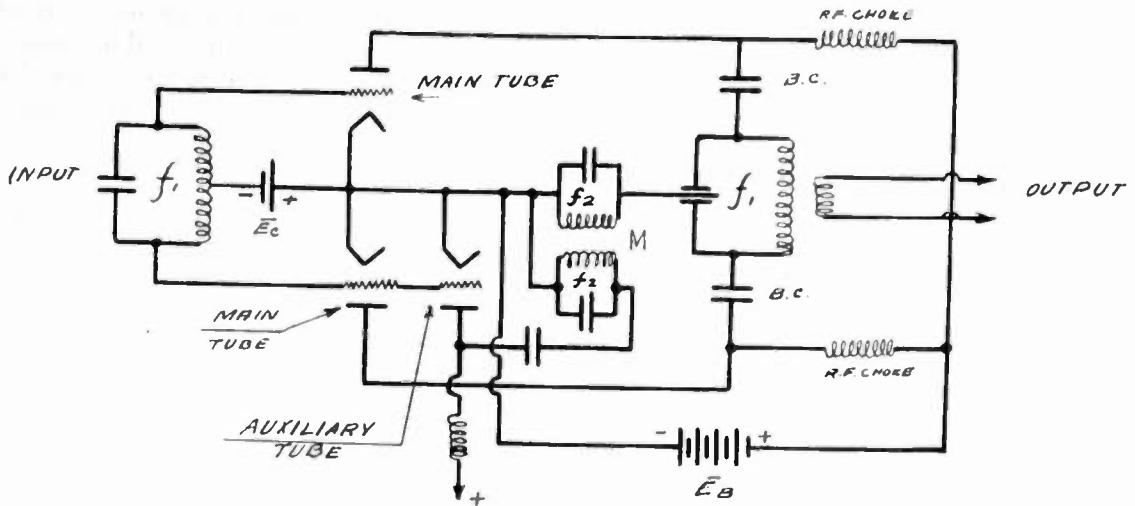 R.F. CHOKE
B.C.
MAIN TUBE
INPUT
f1
- +
Ec
f2
M
f2
f1
OUTPUT
B.C.
MAIN
TUBE
R.F. CHOKE
AUXILIARY
TUBE
- +
EB
+